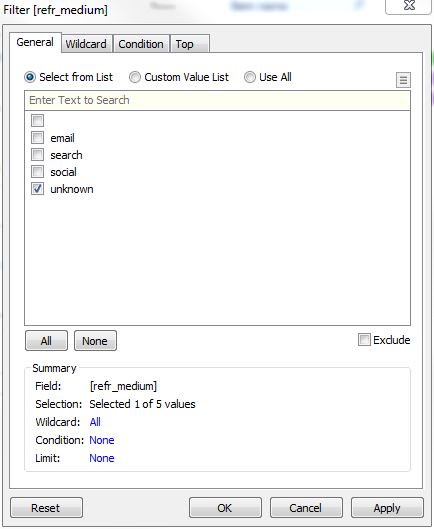 Filter [refr_medium]
General Wildcard Condition Top
Select from List Custom Value List Use All
Enter Text to Search
email
search
social
unknown
All None Exclude
Summary
Field: [refr_medium]
Selection: Selected 1 of 5 values
Wildcard: All
Condition: None
Limit: None
Reset OK Cancel Apply